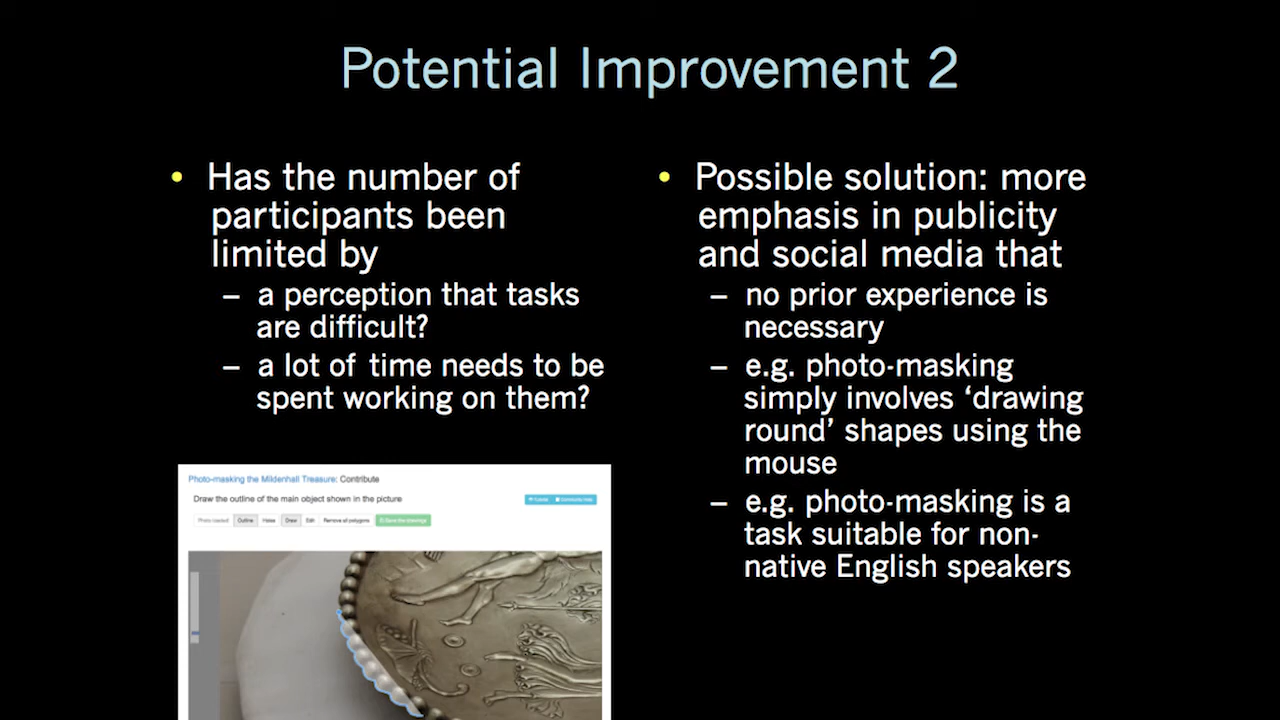 Potential Improvement 2
• Has the number of
participants been
limited by
– a perception that tasks
are difficult?
– a lot of time needs to be
spent working on them?
• Possible solution: more
emphasis in publicity
and social media that
– no prior experience is
necessary
– e.g. photo-masking
simply involves ‘drawing
round’ shapes using the
mouse
– e.g. photo-masking is a
task suitable for non-
native English speakers
Photo-masking the Mildenhall Treasure: Contribute
Draw the outline of the main object shown in the picture
Photo loaded Outline Holes Draw Edit Remove all polygons Save the drawings